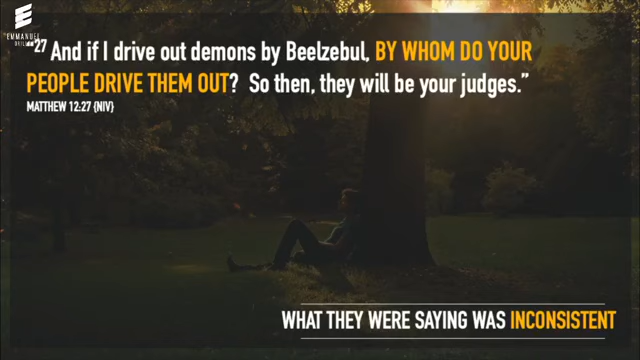 EMMANUEL
“27 And if I drive out demons by Beelzebul, BY WHOM DO YOUR
PEOPLE DRIVE THEM OUT? So then, they will be your judges.”
MATTHEW 12:27 {NIV}
WHAT THEY WERE SAYING WAS INCONSISTENT